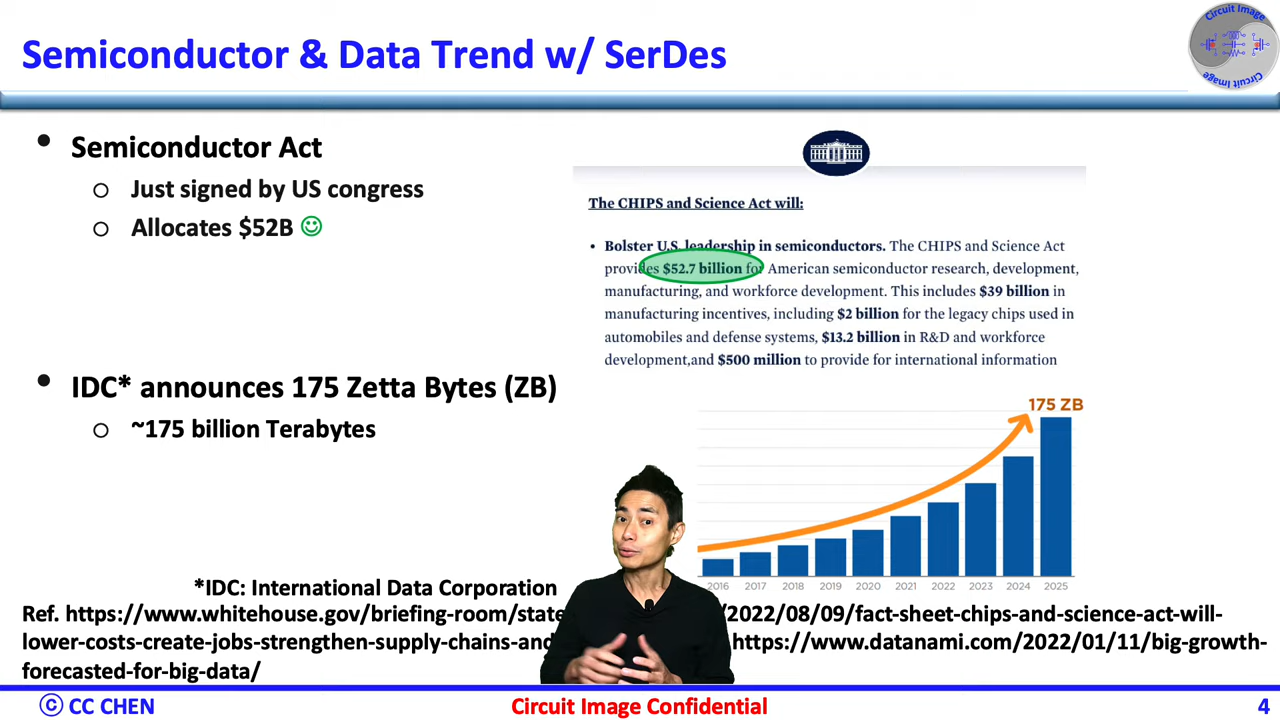 Semiconductor & Data Trend w/ SerDes
Circuit Image
Circuit Image
• Semiconductor Act
o Just signed by US congress
o Allocates $52B
The CHIPS and Science Act will:
• Bolster U.S. leadership in semiconductors. The CHIPS and Science Act
provides $52.7 billion for American semiconductor research, development,
manufacturing, and workforce development. This includes $39 billion in
manufacturing incentives, including $2 billion for the legacy chips used in
automobiles and defense systems, $13.2 billion in R&D and workforce
development,and $500 million to provide for international information
• IDC* announces 175 Zetta Bytes (ZB)
o ~175 billion Terabytes
175 ZB
2016 2017 2018 2019 2020 2021 2022 2023 2024 2025
*IDC: International Data Corporation
Ref. https://www.whitehouse.gov/briefing-room/state /2022/08/09/fact-sheet-chips-and-science-act-will-
lower-costs-create-jobs-strengthen-supply-chains-and https://www.datanami.com/2022/01/11/big-growth-
forecasted-for-big-data/
© CC CHEN
Circuit Image Confidential
4